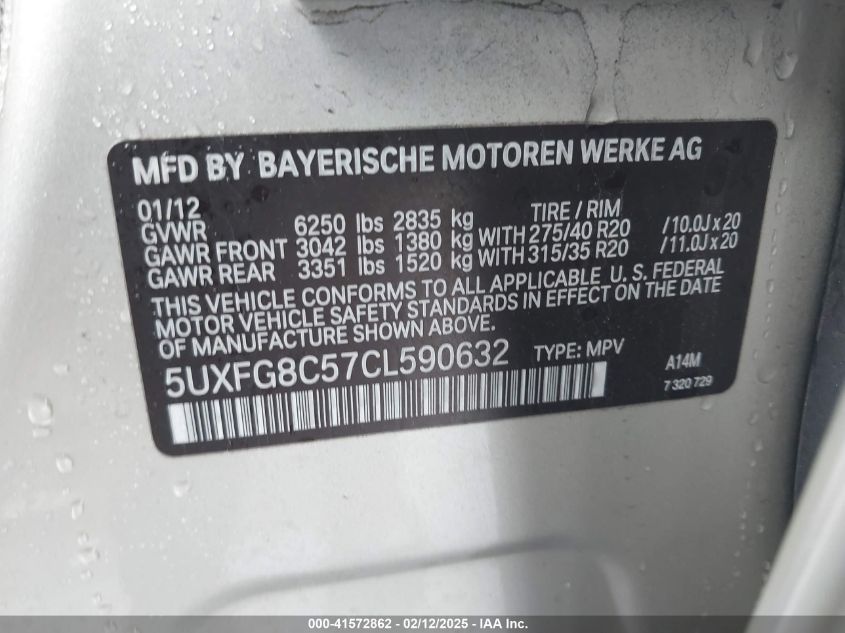 MFD BY BAYERISCHE MOTOREN WERKE AG
01/12 TIRE / RIM
GVWR 6250 lbs 2835 kg
GAWR FRONT 3042 lbs 1380 kg WITH 275/40 R20 /10.0J x 20
GAWR REAR 3351 lbs 1520 kg WITH 315/35 R20 /11.0J x 20
THIS VEHICLE CONFORMS TO ALL APPLICABLE U. S. FEDERAL
MOTOR VEHICLE SAFETY STANDARDS IN EFFECT ON THE DATE
OF MANUFACTURE SHOWN ABOVE.
5UXFG8C57CL590632 TYPE: MPV A14M
7 320 729
000-41572862 - 02/12/2025 - IAA Inc.